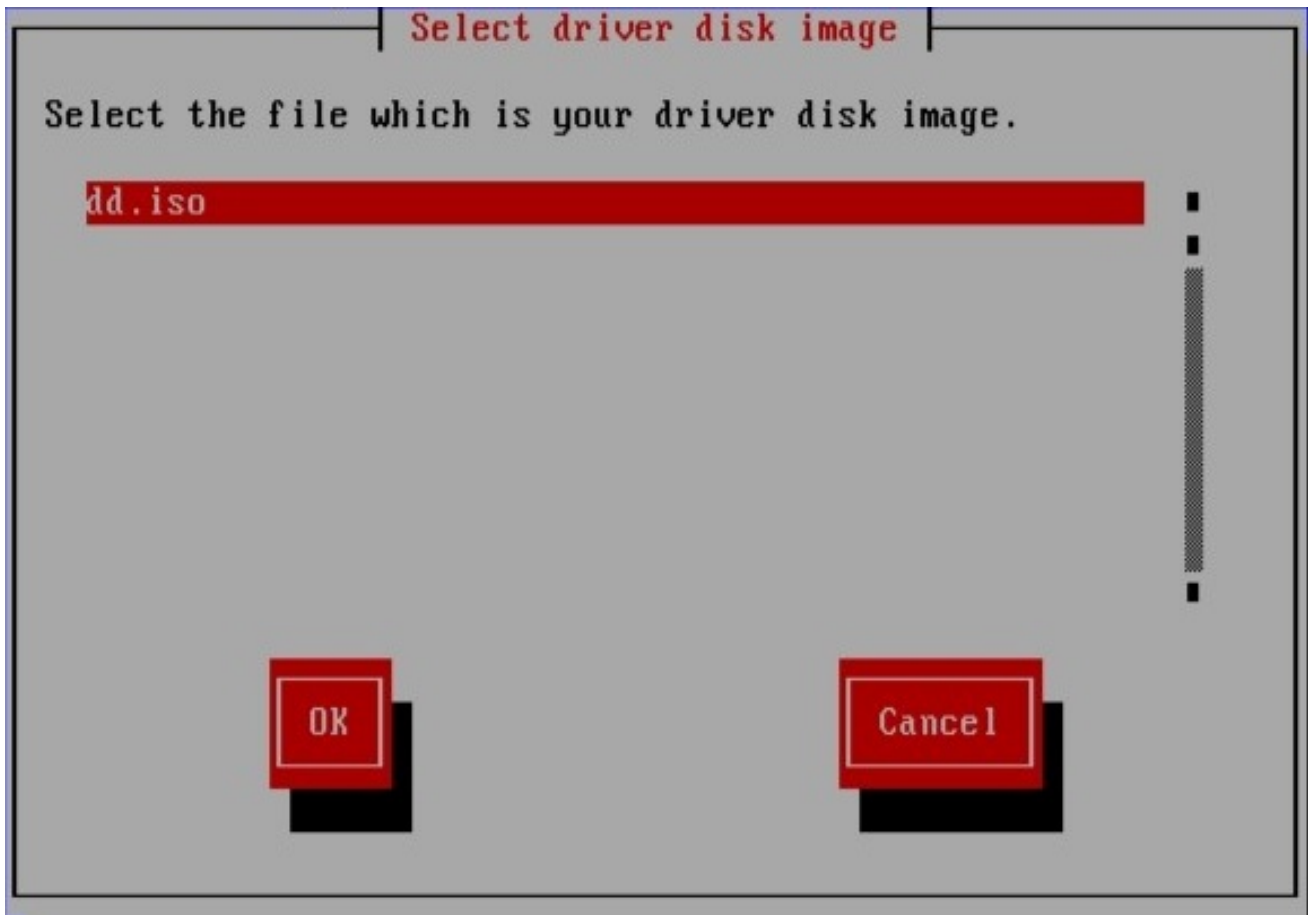 Select driver disk image
Select the file which is your driver disk image.
dd.iso
OK
Cancel